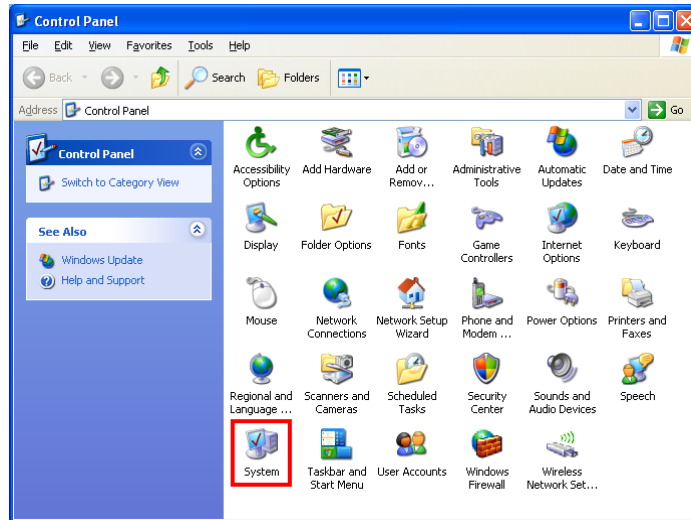 Control Panel
File Edit View Favorites Tools Help
Back Search Folders
Address Control Panel Go
Control Panel
Switch to Category View
See Also
Windows Update
Help and Support
Accessibility Options
Add Hardware
Add or Remov...
Administrative Tools
Automatic Updates
Date and Time
Display
Folder Options
Fonts
Game Controllers
Internet Options
Keyboard
Mouse
Network Connections
Network Setup Wizard
Phone and Modem ...
Power Options
Printers and Faxes
Regional and Language ...
Scanners and Cameras
Scheduled Tasks
Security Center
Sounds and Audio Devices
Speech
System
Taskbar and Start Menu
User Accounts
Windows Firewall
Wireless Network Set...